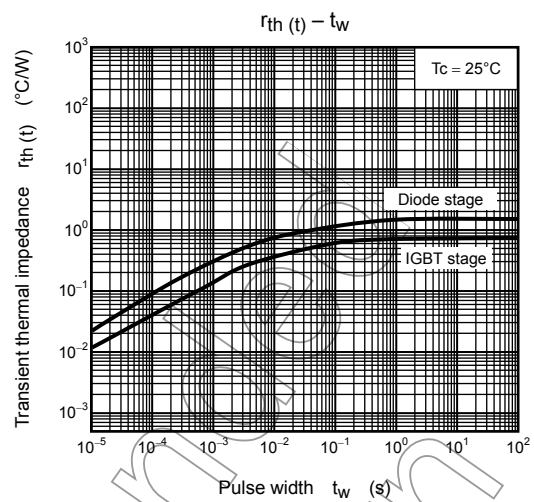 rth (t) – tw
Transient thermal impedance rth (t) (°C/W)
10³
10²
10¹
10⁰
10⁻¹
10⁻²
10⁻³
Tc = 25°C
Diode stage
IGBT stage
10⁻⁵ 10⁻⁴ 10⁻³ 10⁻² 10⁻¹ 10⁰ 10¹ 10²
Pulse width tw (s)